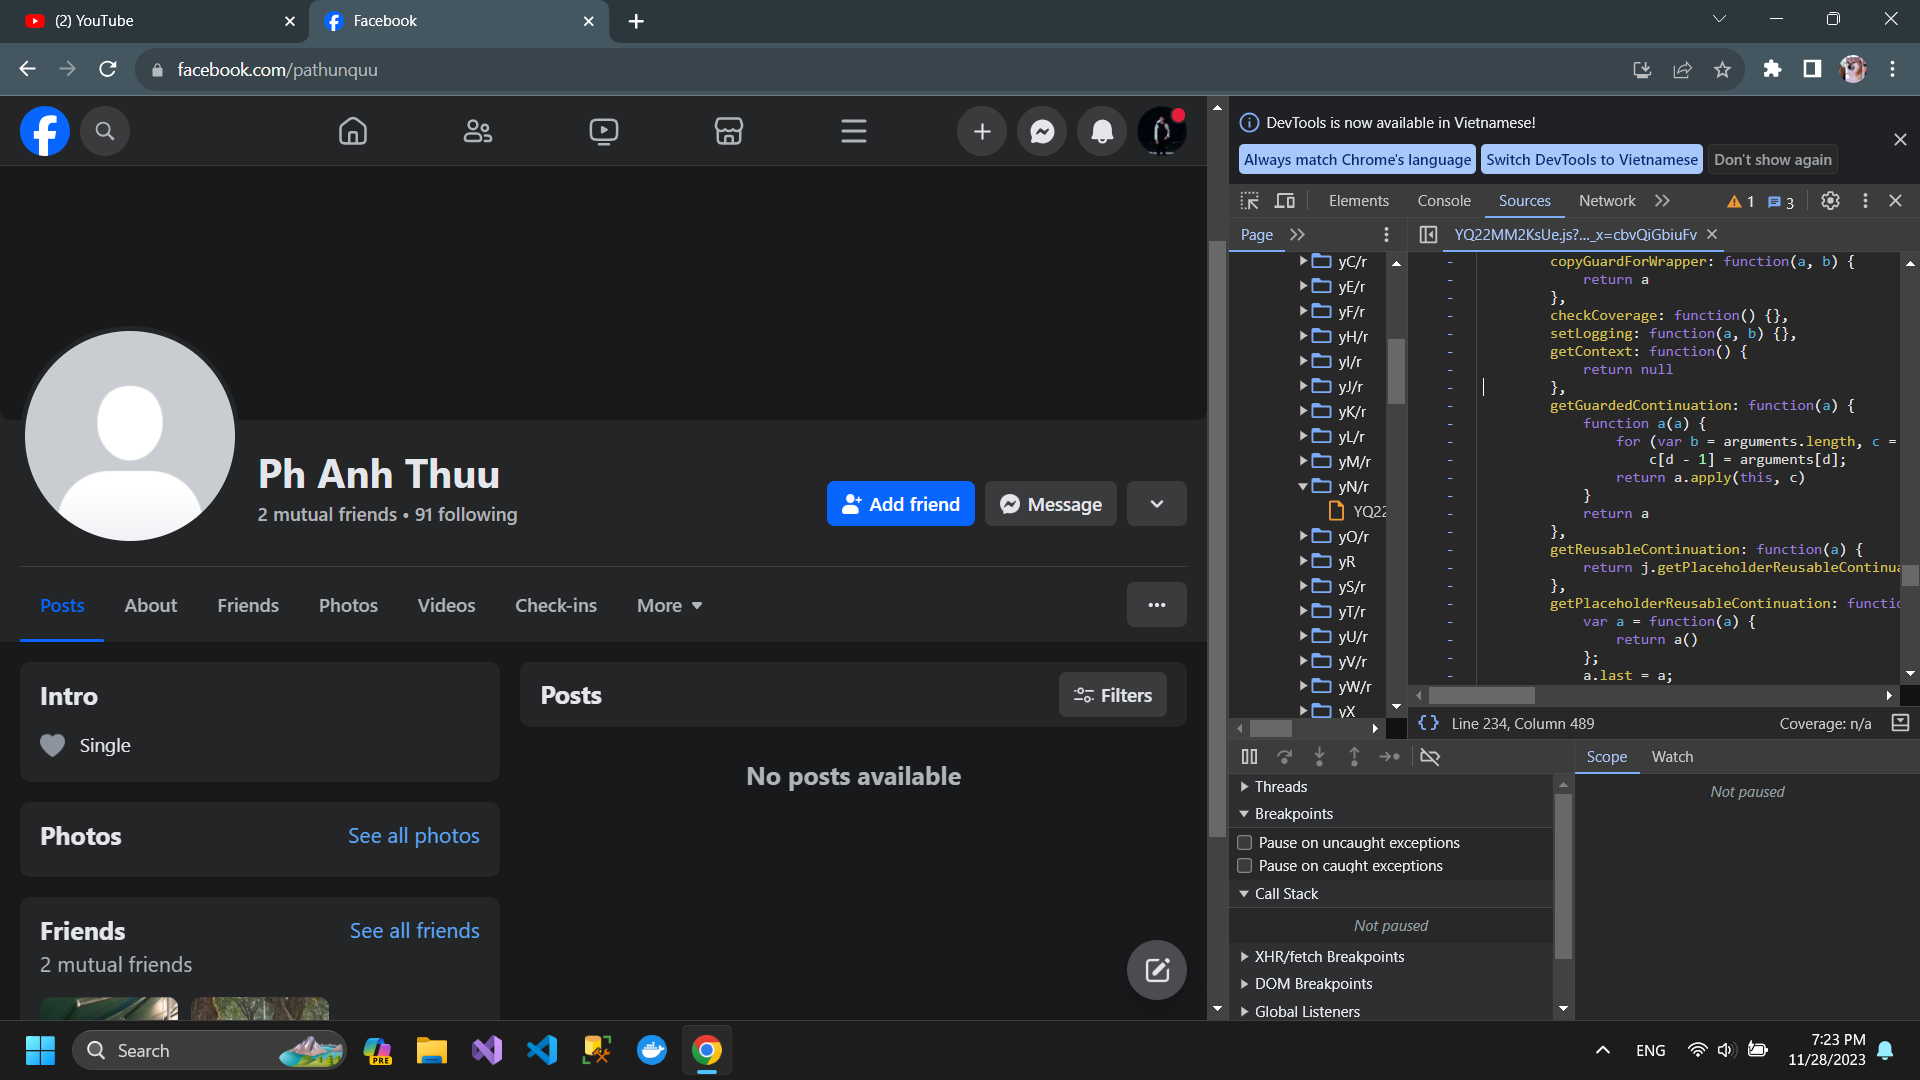 (2) YouTube
Facebook
facebook.com/pathunquu
Ph Anh Thuu
2 mutual friends • 91 following
Add friend
Message
Posts
About
Friends
Photos
Videos
Check-ins
More
Intro
Single
Photos
See all photos
Friends
See all friends
2 mutual friends
Posts
Filters
No posts available
DevTools is now available in Vietnamese!
Always match Chrome's language
Switch DevTools to Vietnamese
Don't show again
Elements
Console
Sources
Network
1
3
Page
YQ22MM2KsUe.js?..._x=cbvQiGbiuFv
yC/r
yE/r
yF/r
yH/r
yI/r
yJ/r
yK/r
yL/r
yM/r
yN/r
YQ22
yO/r
yR
yS/r
yT/r
yU/r
yV/r
yW/r
yX
copyGuardForWrapper: function(a, b) {
return a
},
checkCoverage: function() {},
setLogging: function(a, b) {},
getContext: function() {
return null
},
getGuardedContinuation: function(a) {
function a(a) {
for (var b = arguments.length, c =
c[d - 1] = arguments[d];
return a.apply(this, c)
}
return a
},
getReusableContinuation: function(a) {
return j.getPlaceholderReusableContinua
},
getPlaceholderReusableContinuation: functio
var a = function(a) {
return a()
};
a.last = a;
{} Line 234, Column 489
Coverage: n/a
Threads
Breakpoints
Pause on uncaught exceptions
Pause on caught exceptions
Call Stack
Not paused
XHR/fetch Breakpoints
DOM Breakpoints
Global Listeners
Scope
Watch
Not paused
Search
PRE
ENG
7:23 PM
11/28/2023